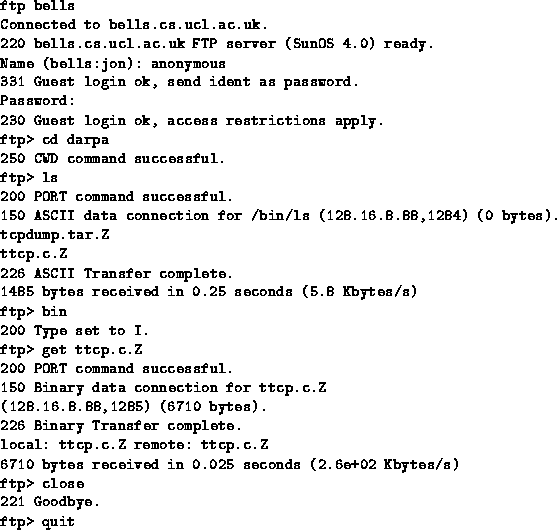 ftp bells
Connected to bells.cs.ucl.ac.uk.
220 bells.cs.ucl.ac.uk FTP server (SunOS 4.0) ready.
Name (bells:jon): anonymous
331 Guest login ok, send ident as password.
Password:
230 Guest login ok, access restrictions apply.
ftp> cd darpa
250 CWD command successful.
ftp> ls
200 PORT command successful.
150 ASCII data connection for /bin/ls (128.16.8.88,1284) (0 bytes).
tcpdump.tar.Z
ttcp.c.Z
226 ASCII Transfer complete.
1485 bytes received in 0.25 seconds (5.8 Kbytes/s)
ftp> bin
200 Type set to I.
ftp> get ttcp.c.Z
200 PORT command successful.
150 Binary data connection for ttcp.c.Z
(128.16.8.88,1285) (6710 bytes).
226 Binary Transfer complete.
local: ttcp.c.Z remote: ttcp.c.Z
6710 bytes received in 0.025 seconds (2.6e+02 Kbytes/s)
ftp> close
221 Goodbye.
ftp> quit